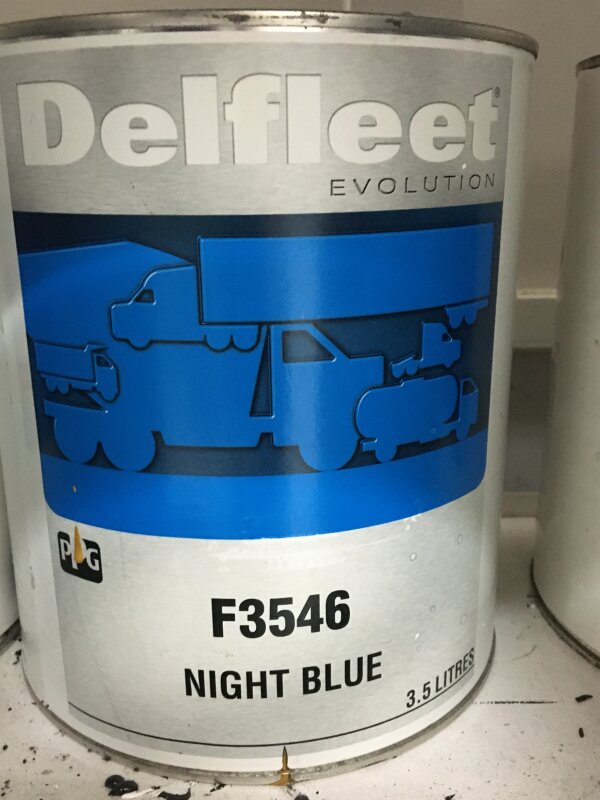 Delfleet®
EVOLUTION
PPG
F3546
NIGHT BLUE
3.5 LITRES